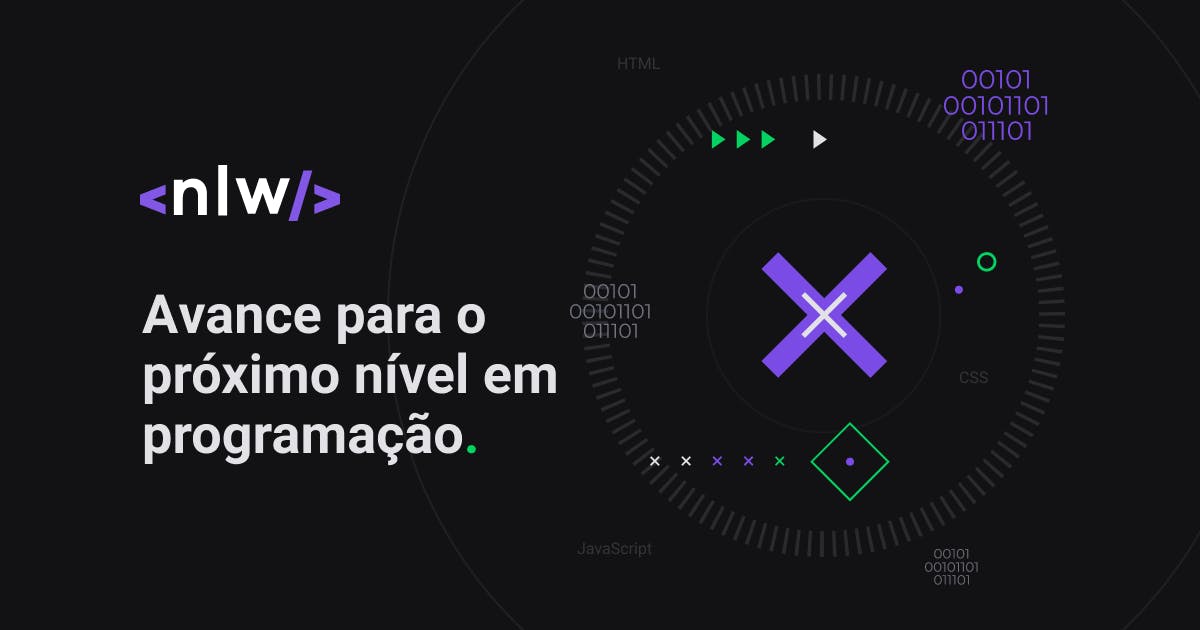 HTML
00101
00101101
011101
<nlw/>
00101
00101101
011101
Avance para o
próximo nível em
programação.
CSS
JavaScript
00101
00101101
011101